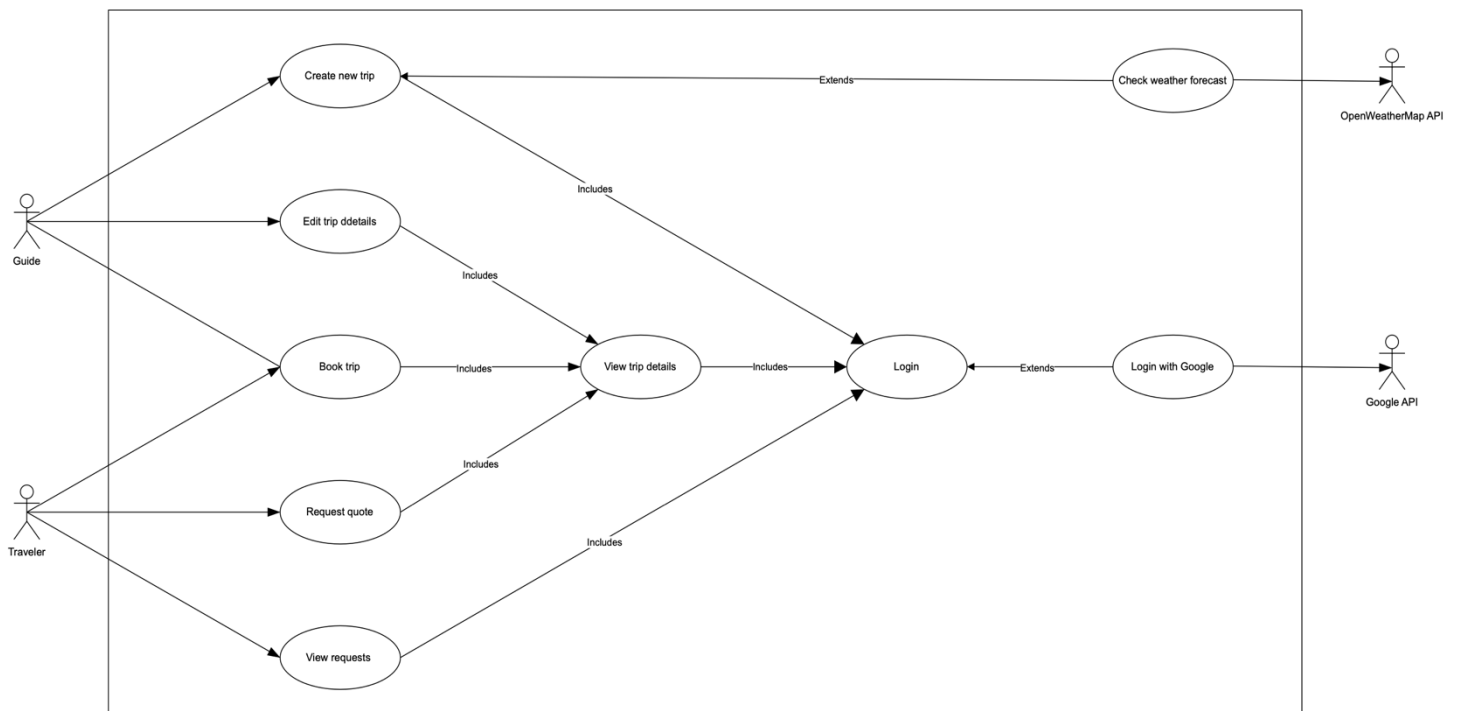 Create new trip
Extends
Check weather forecast
OpenWeatherMap API
Includes
Edit trip ddetails
Guide
Includes
Book trip
Includes
View trip details
Includes
Login
Extends
Login with Google
Google API
Includes
Request quote
Traveler
Includes
View requests